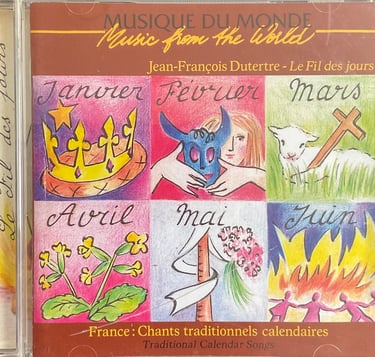 MUSIQUE DU MONDE
Music from the World
Jean-François Dutertre - Le Fil des jours
Janvier Février Mars
Avril Mai Juin
France : Chants traditionnels calendaires
Traditional Calendar Songs
Le Fil des jours